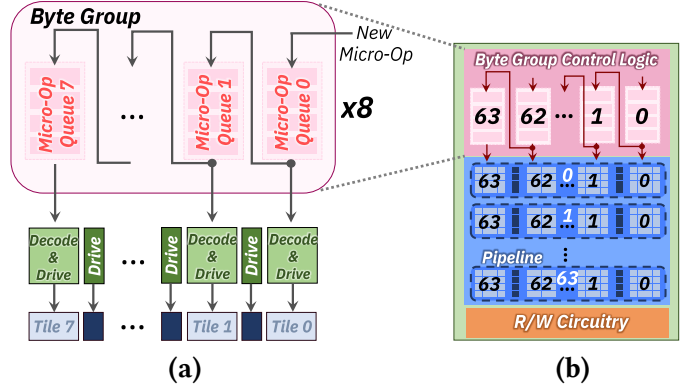 Byte Group
New
Micro-Op
Micro-Op
Queue 7
...
Micro-Op
Queue 1
Micro-Op
Queue 0
x8
Decode
& Drive
Drive
...
Drive
Decode
& Drive
Drive
Decode
& Drive
Tile 7
...
Tile 1
Tile 0
(a)
Byte Group Control Logic
63 62 ... 1 0
0
63 62 ... 1 0
1
63 62 ... 1 0
...
Pipeline
63
63 62 ... 1 0
R/W Circuitry
(b)